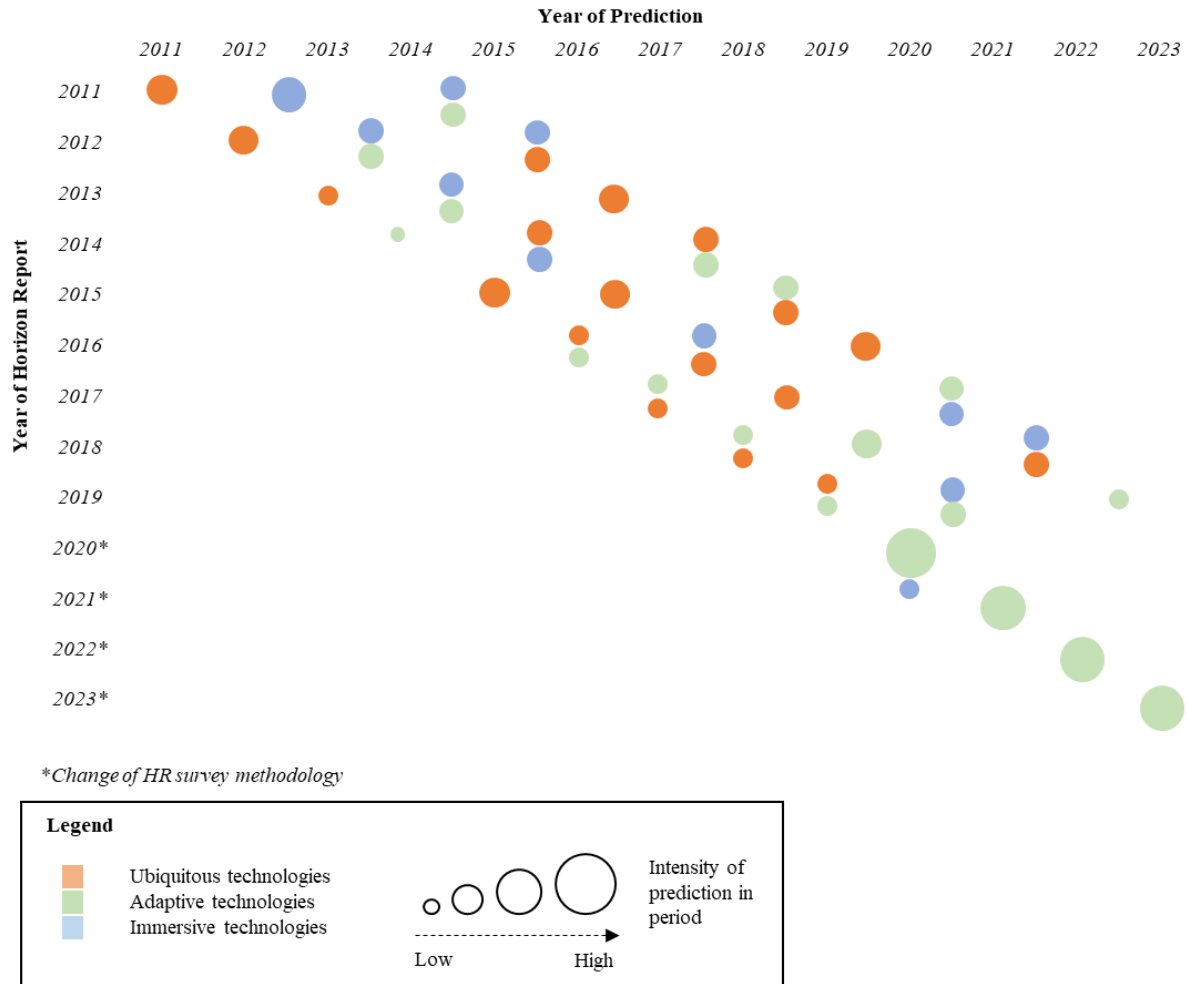 Year of Prediction
2011 2012 2013 2014 2015 2016 2017 2018 2019 2020 2021 2022 2023
Year of Horizon Report
2011
2012
2013
2014
2015
2016
2017
2018
2019
2020*
2021*
2022*
2023*
*Change of HR survey methodology
Legend
Ubiquitous technologies
Adaptive technologies
Immersive technologies
Low High
Intensity of
prediction in
period